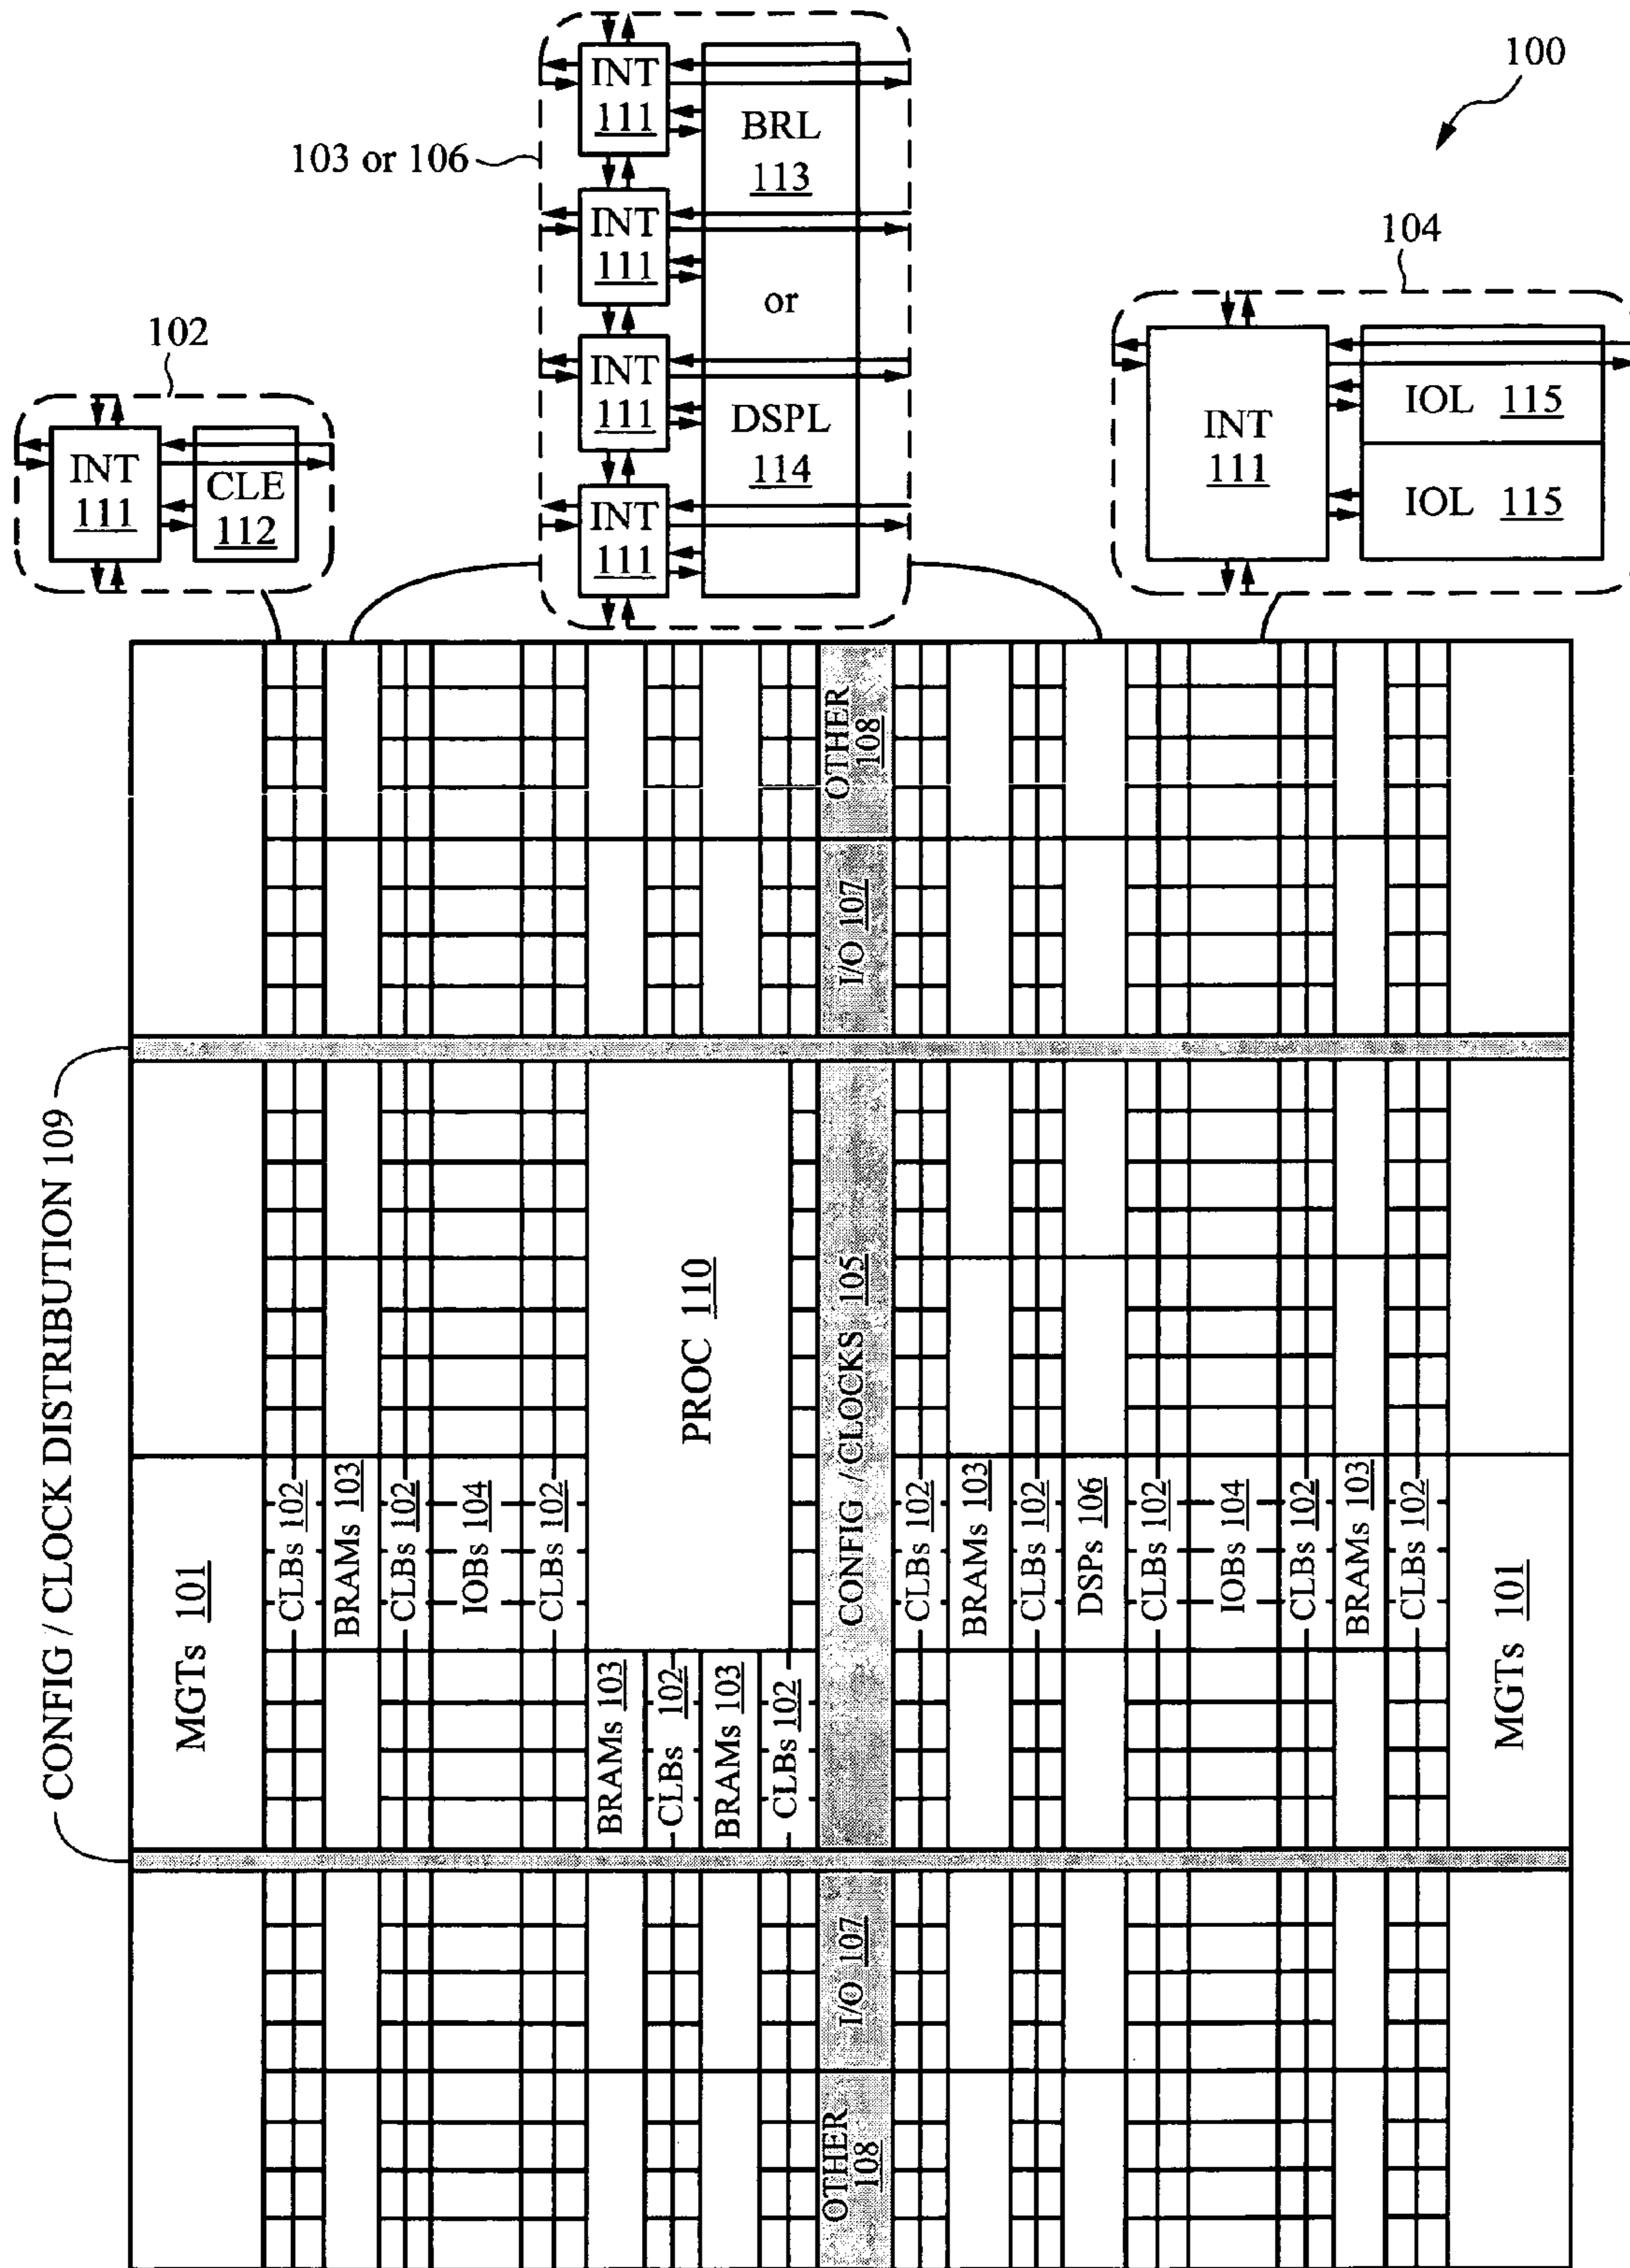 100
103 or 106
INT
111
BRL
113
INT
111
or
INT
111
DSPL
114
INT
111
104
INT
111
IOL 115
IOL 115
102
INT
111
CLE
112
OTHER
108
I/O 107
CONFIG / CLOCK DISTRIBUTION 109
PROC 110
CONFIG / CLOCKS 105
MGTs 101
CLBs 102
BRAMs 103
CLBs 102
IOBs 104
CLBs 102
CLBs 102
BRAMs 103
CLBs 102
DSPs 106
CLBs 102
IOBs 104
CLBs 102
BRAMs 103
CLBs 102
MGTs 101
BRAMs 103
CLBs 102
BRAMs 103
CLBs 102
I/O 107
OTHER
108